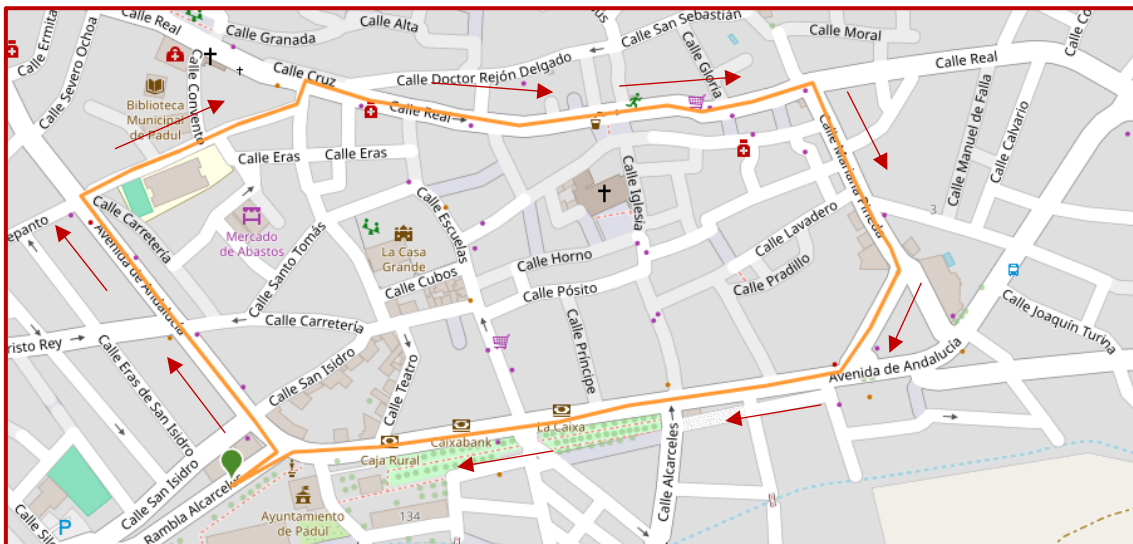 Calle Ermita
Calle Severo Ochoa
Calle Real
Calle Granada
Calle Alta
Calle San Sebastián
Calle Moral
Calle Real
Calle Convento
Calle Cruz
Calle Doctor Rejón Delgado
Calle Gloria
Biblioteca
Municipal
de Padul
Calle Real
Calle Manuel de Falla
Calle Calvario
Calle Eras
Calle Eras
Calle Mariana Pineda
Calle Iglesia
Calle Carretería
Mercado
de Abastos
Calle Santo Tomás
La Casa
Grande
Calle Escuelas
Calle Lavadero
3
epanto
Avenida de Andalucía
Calle Horno
Calle Pradillo
Calle Cubos
Calle Pósito
Calle Carretería
Calle Joaquín Turina
risto Rey
Calle San Isidro
Calle Teatro
Calle Príncipe
Avenida de Andalucía
Calle Eras de San Isidro
La Caixa
Caixabank
Caja Rural
Calle Alcarceles
Calle San Isidro
Rambla Alcarceles
Ayuntamiento
de Padul
134
P